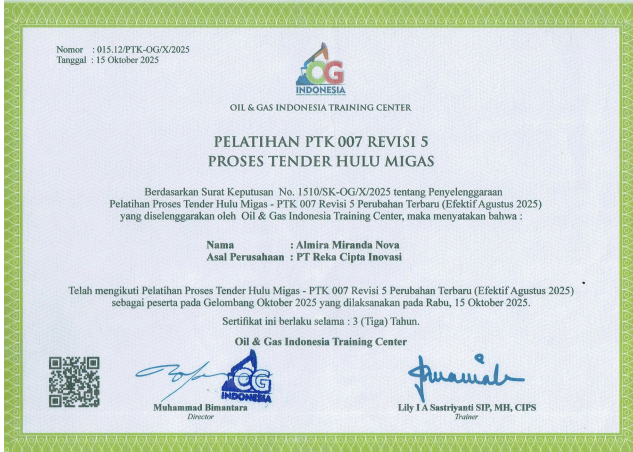 Nomor : 015.12/PTK-OG/X/2025
Tanggal : 15 Oktober 2025
OG
INDONESIA
OIL & GAS INDONESIA TRAINING CENTER
PELATIHAN PTK 007 REVISI 5
PROSES TENDER HULU MIGAS
Berdasarkan Surat Keputusan No. 1510/SK-OG/X/2025 tentang Penyelenggaraan
Pelatihan Proses Tender Hulu Migas - PTK 007 Revisi 5 Perubahan Terbaru (Efektif Agustus 2025)
yang diselenggarakan oleh Oil & Gas Indonesia Training Center, maka menyatakan bahwa :
Nama : Almira Miranda Nova
Asal Perusahaan : PT Reka Cipta Inovasi
Telah mengikuti Pelatihan Proses Tender Hulu Migas - PTK 007 Revisi 5 Perubahan Terbaru (Efektif Agustus 2025)
sebagai peserta pada Gelombang Oktober 2025 yang dilaksanakan pada Rabu, 15 Oktober 2025.
Sertifikat ini berlaku selama : 3 (Tiga) Tahun.
Oil & Gas Indonesia Training Center
OG
INDONESIA
Muhammad Bimantara
Director
Lily I A Sastriyanti SIP, MH, CIPS
Trainer